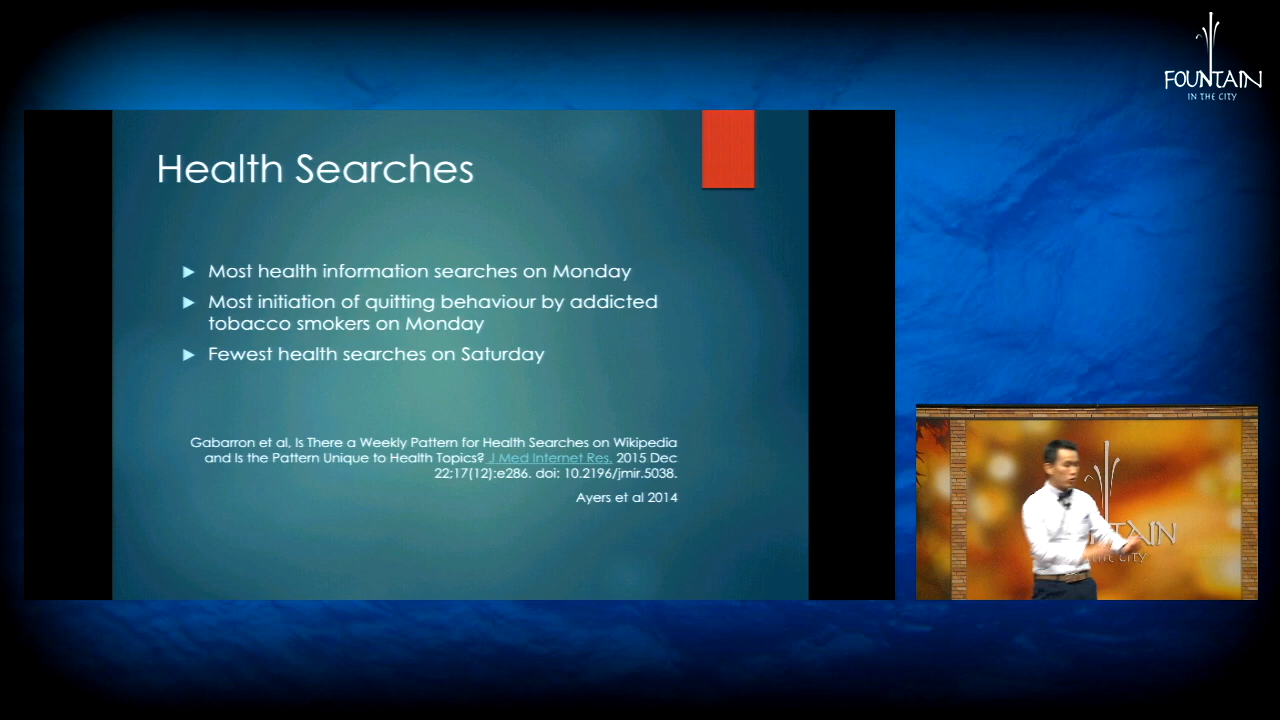 FOUNTAIN
IN THE CITY
Health Searches
Most health information searches on Monday
Most initiation of quitting behaviour by addicted
tobacco smokers on Monday
Fewest health searches on Saturday
Gabarron et al, Is There a Weekly Pattern for Health Searches on Wikipedia
and Is the Pattern Unique to Health Topics? J Med Internet Res. 2015 Dec
22;17(12):e286. doi: 10.2196/jmir.5038.
Ayers et al 2014
NTAIN
THE CITY